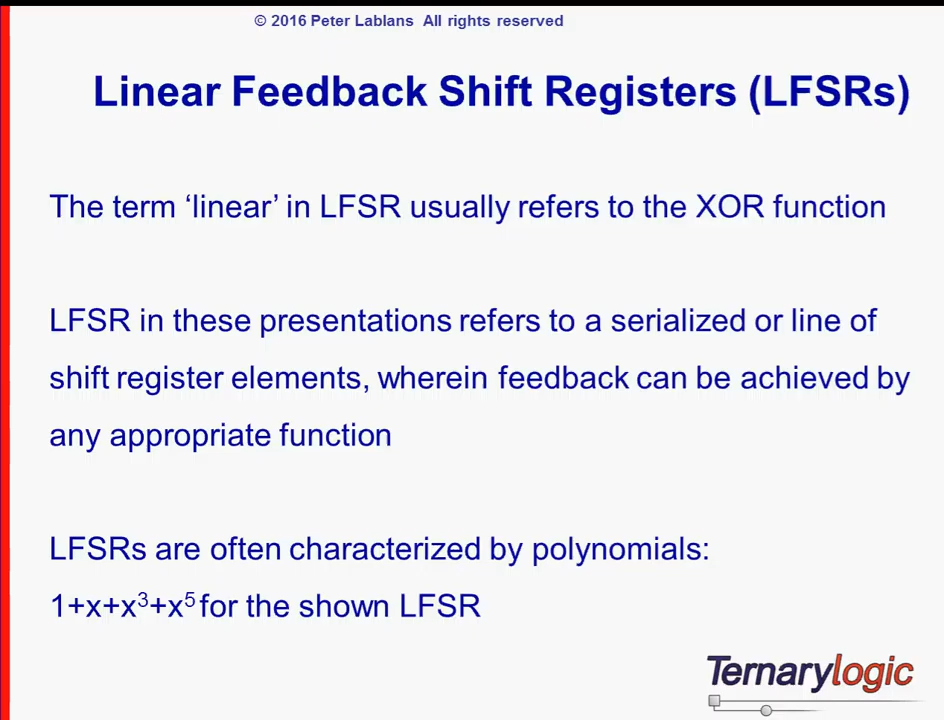 © 2016 Peter Lablans All rights reserved
Linear Feedback Shift Registers (LFSRs)
The term ‘linear’ in LFSR usually refers to the XOR function
LFSR in these presentations refers to a serialized or line of
shift register elements, wherein feedback can be achieved by
any appropriate function
LFSRs are often characterized by polynomials:
1+x+x³+x⁵ for the shown LFSR
Ternarylogic